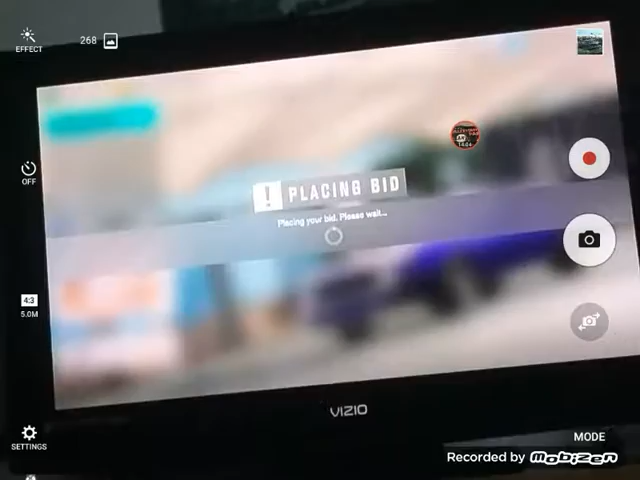 268
EFFECT
OFF
! PLACING BID
Placing your bid. Please wait...
4:3
5.0M
VIZIO
SETTINGS
MODE
Recorded by Mobizen